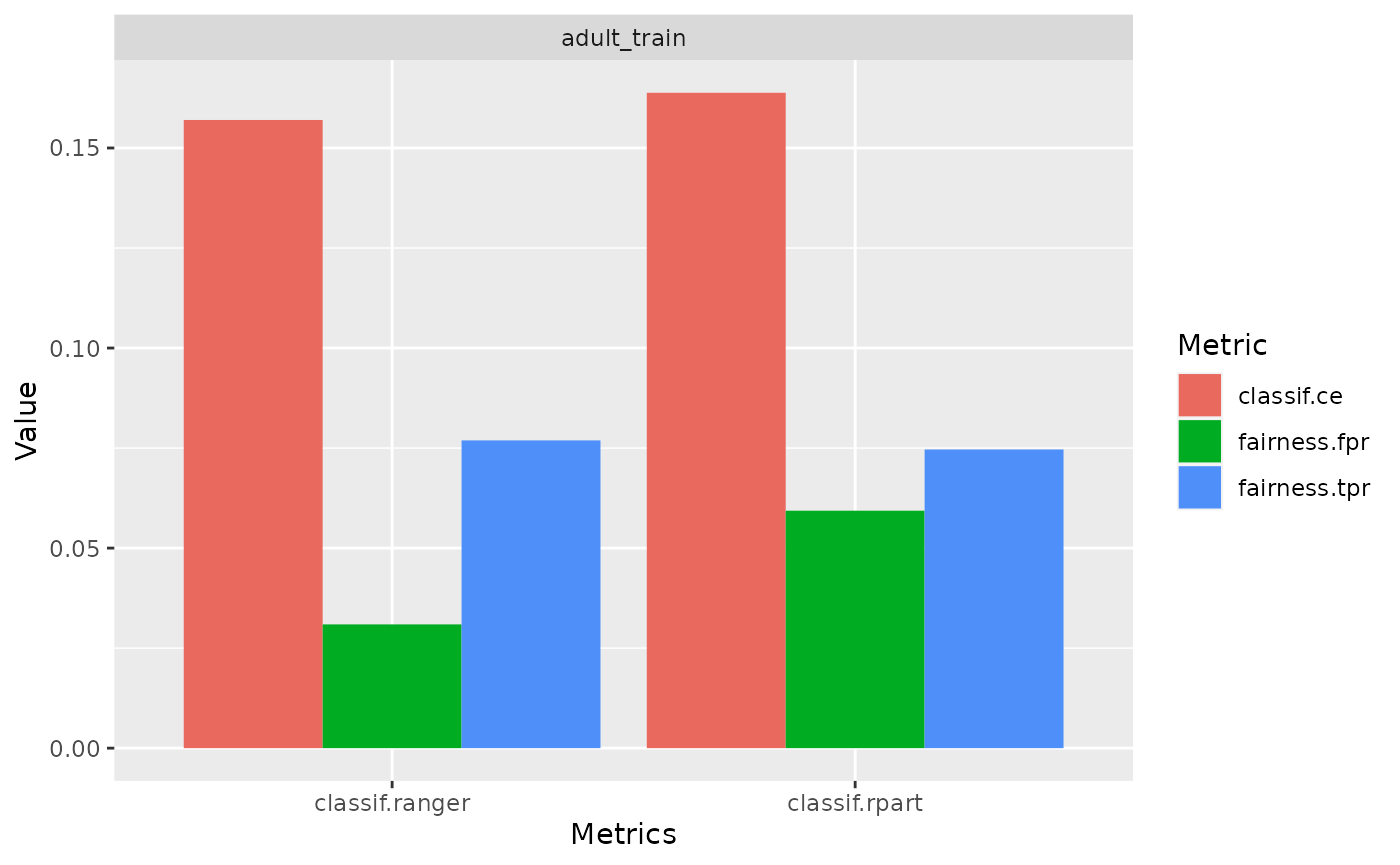 adult_train
0.15
0.10
0.05
0.00
Value
classif.ranger
classif.rpart
Metrics
Metric
classif.ce
fairness.fpr
fairness.tpr